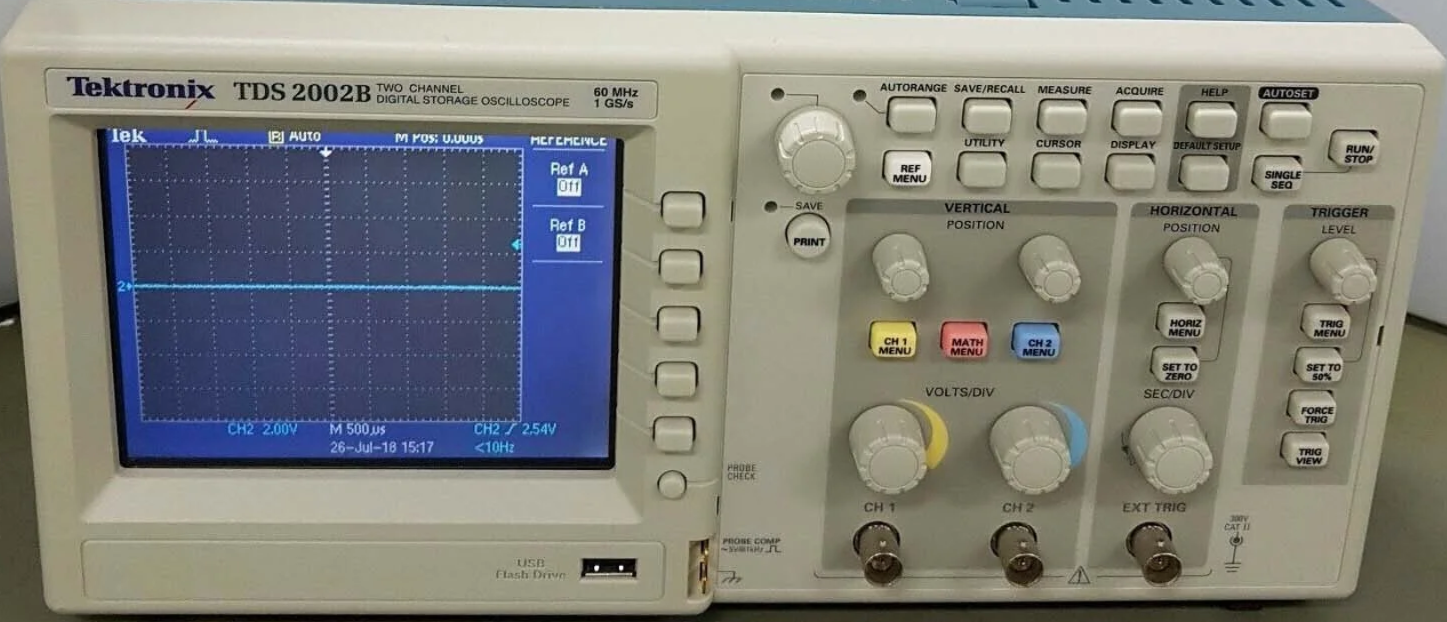 Tektronix TDS 2002B TWO CHANNEL
DIGITAL STORAGE OSCILLOSCOPE
60 MHz
1 GS/s
Tek
R Auto
M Pos: 0.000s
REFERENCE
Ref A
Off
Ref B
Off
2
CH2 2.00V
M 500µs
CH2
2.54V
26-Jul-18 15:17
<10Hz
USB
Flash Drive
PROBE
CHECK
PROBE COMP
AUTORANGE SAVE/RECALL MEASURE ACQUIRE HELP AUTOSET
REF
MENU
UTILITY CURSOR DISPLAY DEFAULT SETUP
SINGLE
SEQ
RUN/
STOP
SAVE
PRINT
VERTICAL
POSITION
CH 1
MENU
MATH
MENU
CH 2
MENU
VOLTS/DIV
CH 1
CH 2
HORIZONTAL
POSITION
HORIZ
MENU
SET TO
ZERO
SEC/DIV
EXT TRIG
TRIGGER
LEVEL
TRIG
MENU
SET TO
50%
FORCE
TRIG
TRIG
VIEW
300V
CAT II